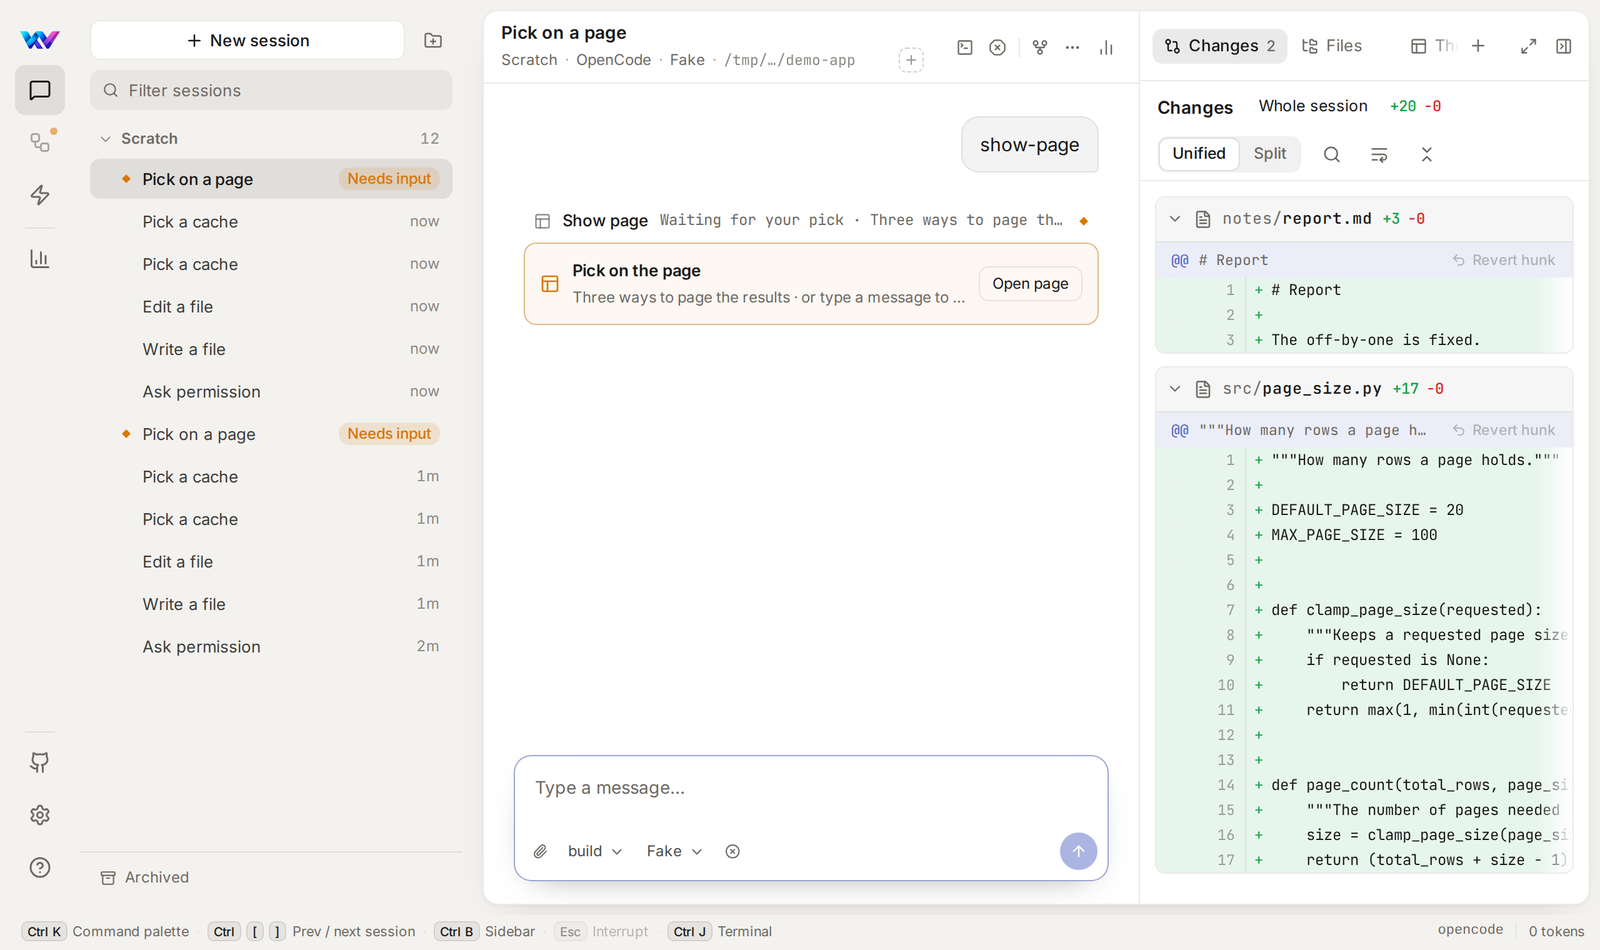 New session
Filter sessions
Scratch 12
Pick on a page Needs input
Pick a cache now
Pick a cache now
Edit a file now
Write a file now
Ask permission now
Pick on a page Needs input
Pick a cache 1m
Pick a cache 1m
Edit a file 1m
Write a file 1m
Ask permission 2m
Archived
Pick on a page
Scratch · OpenCode · Fake · /tmp/…/demo-app
show-page
Show page Waiting for your pick · Three ways to page th…
Pick on the page
Three ways to page the results · or type a message to …
Open page
Type a message...
build Fake
Changes 2 Files Th
Changes Whole session +20 -0
Unified Split
notes/report.md +3 -0
@@ # Report Revert hunk
1 + # Report
2 +
3 + The off-by-one is fixed.
src/page_size.py +17 -0
@@ """How many rows a page h… Revert hunk
1 + """How many rows a page holds."""
2 +
3 + DEFAULT_PAGE_SIZE = 20
4 + MAX_PAGE_SIZE = 100
5 +
6 +
7 + def clamp_page_size(requested):
8 + """Keeps a requested page size
9 + if requested is None:
10 + return DEFAULT_PAGE_SIZE
11 + return max(1, min(int(requeste
12 +
13 +
14 + def page_count(total_rows, page_si
15 + """The number of pages needed
16 + size = clamp_page_size(page_si
17 + return (total_rows + size - 1)
Ctrl K Command palette · Ctrl [ ] Prev / next session · Ctrl B Sidebar · Esc Interrupt · Ctrl J Terminal
opencode 0 tokens